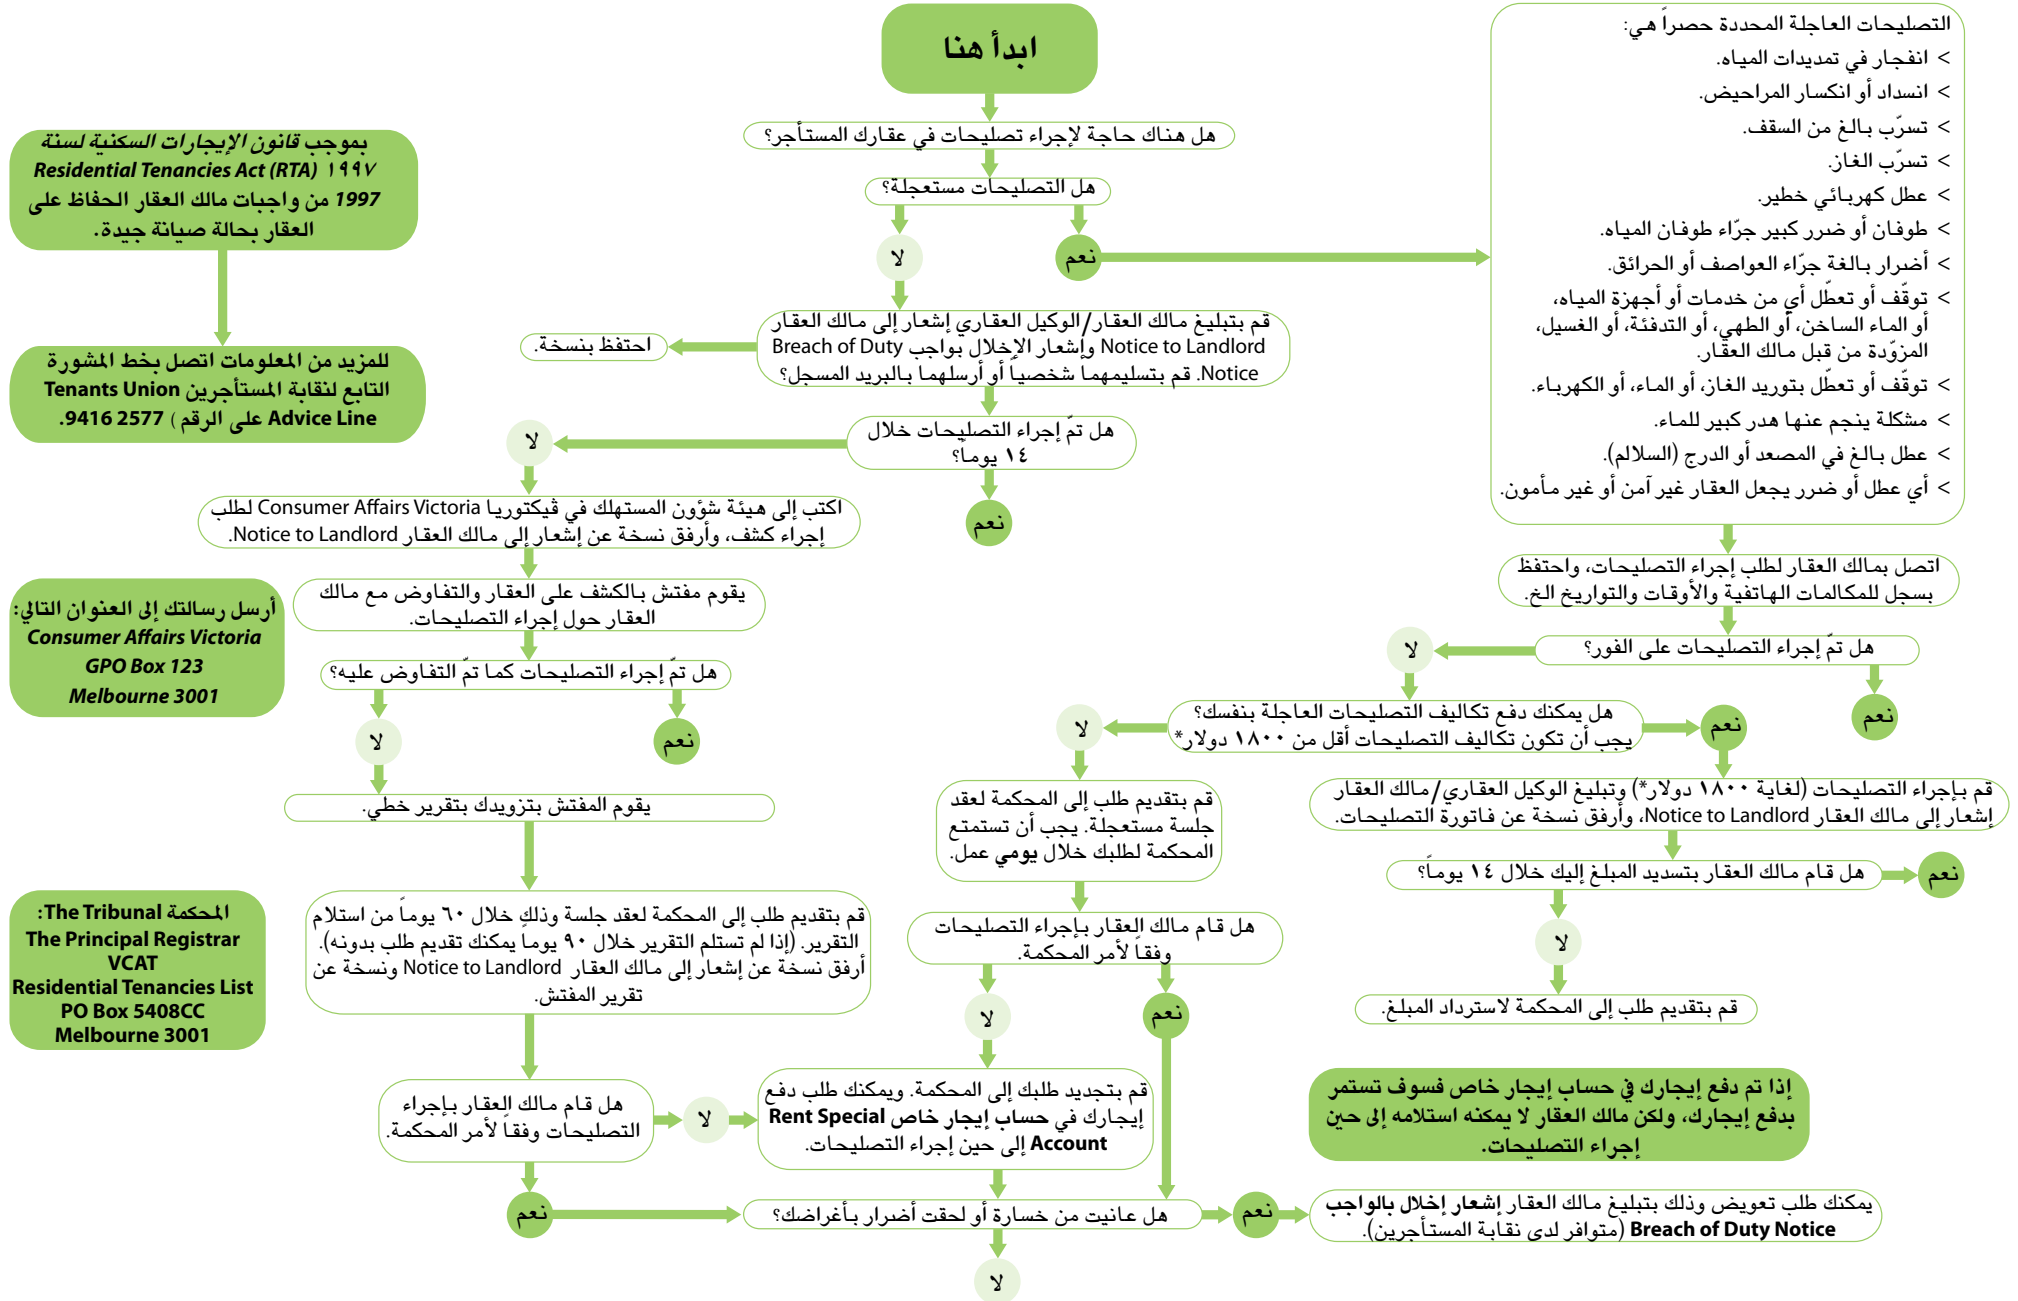 ابدأ هنا
هل هناك حاجة لإجراء تصليحات في عقارك المستأجر؟
هل التصليحات مستعجلة؟
لا
نعم
التصليحات العاجلة المحددة حصراً هي:
> انفجار في تمديدات المياه.
> انسداد أو انكسار المراحيض.
> تسرّب بالغ من السقف.
> تسرّب الغاز.
> عطل كهربائي خطير.
> طوفان أو ضرر كبير جرّاء طوفان المياه.
> أضرار بالغة جرّاء العواصف أو الحرائق.
> توقّف أو تعطّل أي من خدمات أو أجهزة المياه،
أو الماء الساخن، أو الطهي، أو التدفئة، أو الغسيل،
المزوّدة من قبل مالك العقار.
> توقّف أو تعطّل بتوريد الغاز، أو الماء، أو الكهرباء.
> مشكلة ينجم عنها هدر كبير للماء.
> عطل بالغ في المصعد أو الدرج (السلالم).
> أي عطل أو ضرر يجعل العقار غير آمن أو غير مأمون.
اتصل بمالك العقار لطلب إجراء التصليحات، واحتفظ
بسجل للمكالمات الهاتفية والأوقات والتواريخ الخ.
هل تمّ إجراء التصليحات على الفور؟
لا
نعم
هل يمكنك دفع تكاليف التصليحات العاجلة بنفسك؟
يجب أن تكون تكاليف التصليحات أقل من ١٨٠٠ دولار*
نعم
لا
قم بإجراء التصليحات (لغاية ١٨٠٠ دولار*) وتبليغ الوكيل العقاري/مالك العقار
إشعار إلى مالك العقار Notice to Landlord، وأرفق نسخة عن فاتورة التصليحات.
هل قام مالك العقار بتسديد المبلغ إليك خلال ١٤ يوماً؟
نعم
لا
قم بتقديم طلب إلى المحكمة لاسترداد المبلغ.
إذا تم دفع إيجارك في حساب إيجار خاص فسوف تستمر
بدفع إيجارك، ولكن مالك العقار لا يمكنه استلامه إلى حين
إجراء التصليحات.
قم بتقديم طلب إلى المحكمة لعقد
جلسة مستعجلة. يجب أن تستمتع
المحكمة لطلبك خلال يومي عمل.
هل قام مالك العقار بإجراء التصليحات
وفقاً لأمر المحكمة.
لا
نعم
قم بتبليغ مالك العقار/الوكيل العقاري إشعار إلى مالك العقار
Notice to Landlord وإشعار الإخلال بواجب Breach of Duty
Notice. قم بتسليمهما شخصياً أو أرسلهما بالبريد المسجل؟
احتفظ بنسخة.
هل تمّ إجراء التصليحات خلال
١٤ يوماً؟
لا
نعم
اكتب إلى هيئة شؤون المستهلك في ڤيكتوريا Consumer Affairs Victoria لطلب
إجراء كشف، وأرفق نسخة عن إشعار إلى مالك العقار Notice to Landlord.
يقوم مفتش بالكشف على العقار والتفاوض مع مالك
العقار حول إجراء التصليحات.
هل تمّ إجراء التصليحات كما تمّ التفاوض عليه؟
نعم
لا
يقوم المفتش بتزويدك بتقرير خطي.
قم بتقديم طلب إلى المحكمة لعقد جلسة وذلك خلال ٦٠ يوماً من استلام
التقرير. (إذا لم تستلم التقرير خلال ٩٠ يوماً يمكنك تقديم طلب بدونه).
أرفق نسخة عن إشعار إلى مالك العقار Notice to Landlord ونسخة عن
تقرير المفتش.
هل قام مالك العقار بإجراء
التصليحات وفقاً لأمر المحكمة.
لا
نعم
قم بتجديد طلبك إلى المحكمة. ويمكنك طلب دفع
إيجارك في حساب إيجار خاص Rent Special
Account إلى حين إجراء التصليحات.
هل عانيت من خسارة أو لحقت أضرار بأغراضك؟
نعم
لا
يمكنك طلب تعويض وذلك بتبليغ مالك العقار إشعار إخلال بالواجب
Breach of Duty Notice (متوافر لدى نقابة المستأجرين).
بموجب قانون الإيجارات السكنية لسنة
١٩٩٧ Residential Tenancies Act (RTA)
1997 من واجبات مالك العقار الحفاظ على
العقار بحالة صيانة جيدة.
للمزيد من المعلومات اتصل بخط المشورة
التابع لنقابة المستأجرين Tenants Union
Advice Line على الرقم ) 9416 2577.
أرسل رسالتك إلى العنوان التالي:
Consumer Affairs Victoria
GPO Box 123
Melbourne 3001
المحكمة The Tribunal:
The Principal Registrar
VCAT
Residential Tenancies List
PO Box 5408CC
Melbourne 3001